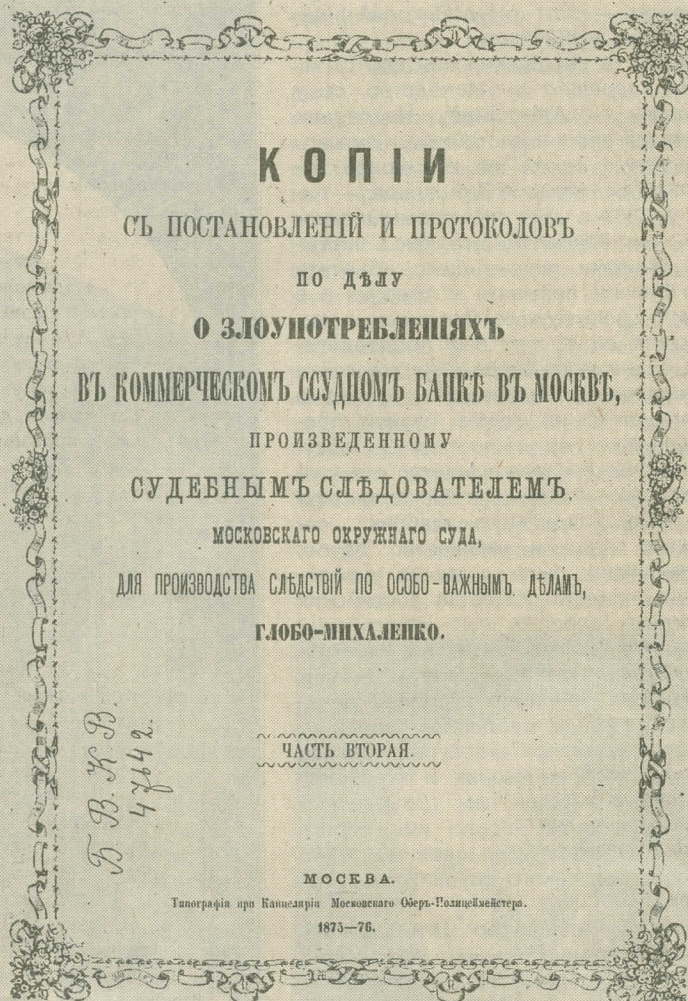 КОПІИ
СЪ ПОСТАНОВЛЕНІЙ И ПРОТОКОЛОВЪ
ПО ДѢЛУ
О ЗЛОУПОТРЕБЛЕНІЯХЪ
ВЪ КОММЕРЧЕСКОМЪ ССУДНОМЪ БАНКѢ ВЪ МОСКВѢ,
ПРОИЗВЕДЕННОМУ
СУДЕБНЫМЪ СЛѢДОВАТЕЛЕМЪ
МОСКОВСКАГО ОКРУЖНАГО СУДА,
ДЛЯ ПРОИЗВОДСТВА СЛѢДСТВІЙ ПО ОСОБО-ВАЖНЫМЪ ДѢЛАМЪ,
ГЛОБО-МИХАЛЕНКО.
ЧАСТЬ ВТОРАЯ.
Б. В. К. В.
47642.
МОСКВА.
Типографія при Канцеляріи Московскаго Оберъ-Полицеймейстера.
1875—76.